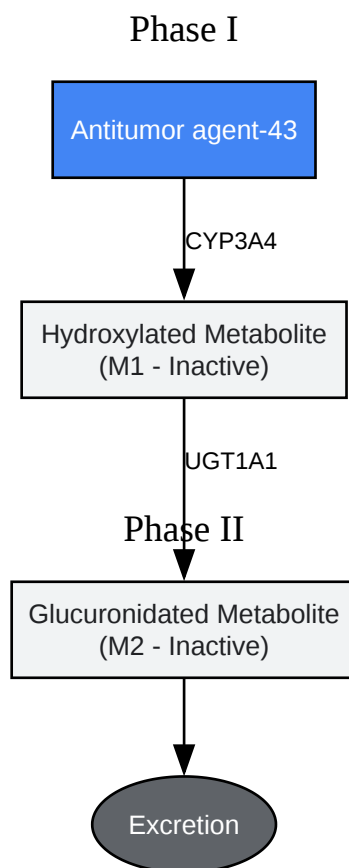 Phase I
Antitumor agent-43
CYP3A4
Hydroxylated Metabolite
(M1 - Inactive)
UGT1A1
Phase II
Glucuronidated Metabolite
(M2 - Inactive)
Excretion